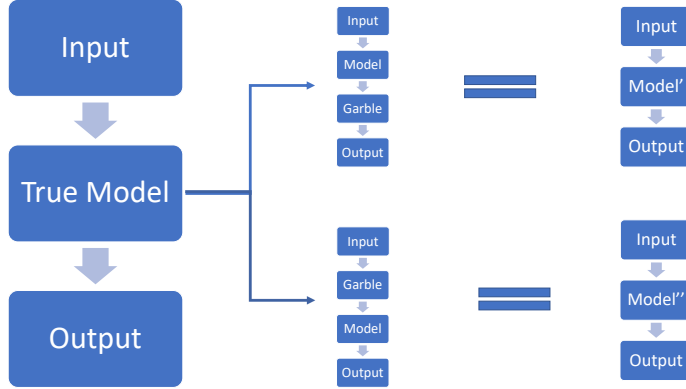 Input
True Model
Output
Input
Model
Garble
Output
Input
Model'
Output
Input
Garble
Model
Output
Input
Model''
Output